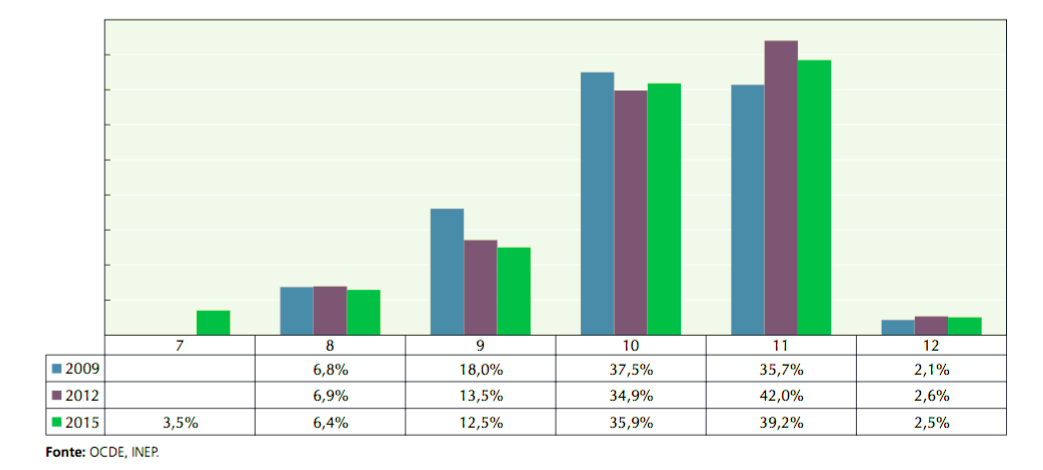 7 8 9 10 11 12
2009 6,8% 18,0% 37,5% 35,7% 2,1%
2012 6,9% 13,5% 34,9% 42,0% 2,6%
2015 3,5% 6,4% 12,5% 35,9% 39,2% 2,5%
Fonte: OCDE, INEP.